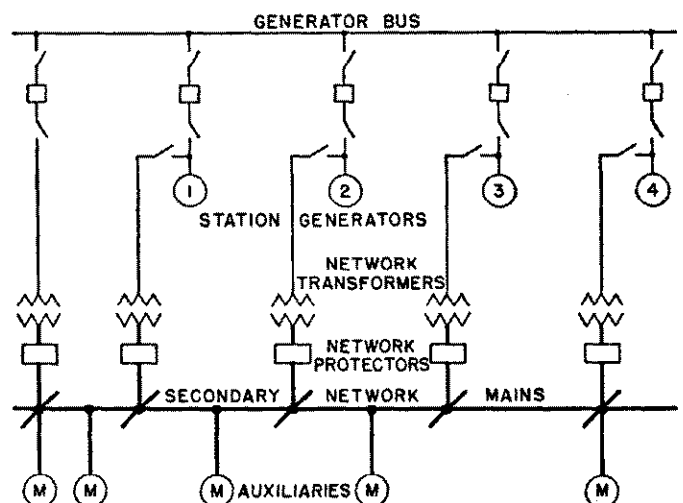 GENERATOR BUS
1 2 3 4
STATION GENERATORS
NETWORK
TRANSFORMERS
NETWORK
PROTECTORS
SECONDARY NETWORK MAINS
M M M AUXILIARIES M M